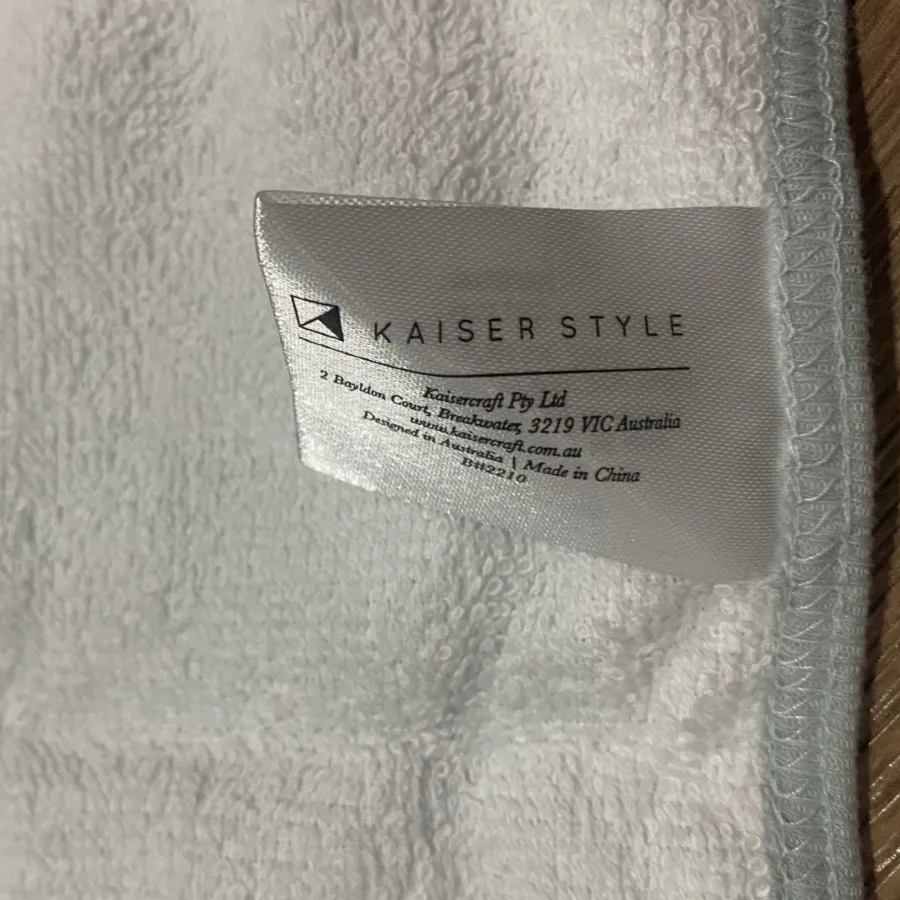 KAISER STYLE
Kaisercraft Pty Ltd
2 Bayldon Court, Breakwater, 3219 VIC Australia
www.kaisercraft.com.au
Designed in Australia | Made in China
B#2210